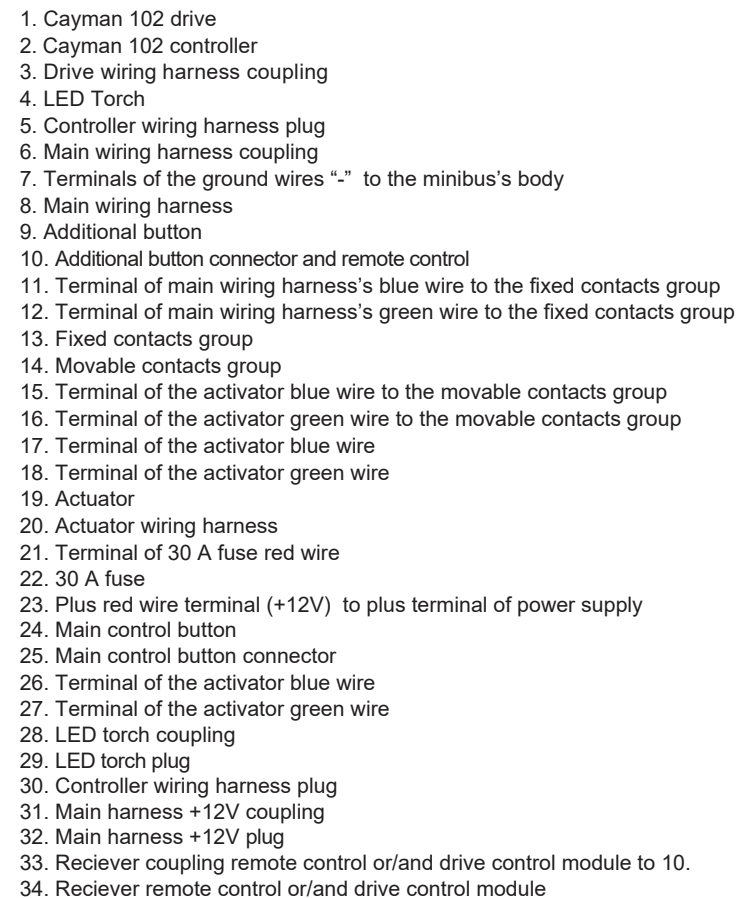 1. Cayman 102 drive
2. Cayman 102 controller
3. Drive wiring harness coupling
4. LED Torch
5. Controller wiring harness plug
6. Main wiring harness coupling
7. Terminals of the ground wires “-”  to the minibus’s body
8. Main wiring harness
9. Additional button
10. Additional button connector and remote control
11. Terminal of main wiring harness’s blue wire to the fixed contacts group
12. Terminal of main wiring harness’s green wire to the fixed contacts group
13. Fixed contacts group
14. Movable contacts group
15. Terminal of the activator blue wire to the movable contacts group
16. Terminal of the activator green wire to the movable contacts group
17. Terminal of the activator blue wire
18. Terminal of the activator green wire
19. Actuator
20. Actuator wiring harness
21. Terminal of 30 A fuse red wire
22. 30 A fuse
23. Plus red wire terminal (+12V)  to plus terminal of power supply
24. Main control button
25. Main control button connector
26. Terminal of the activator blue wire
27. Terminal of the activator green wire
28. LED torch coupling
29. LED torch plug
30. Controller wiring harness plug
31. Main harness +12V coupling
32. Main harness +12V plug
33. Reciever coupling remote control or/and drive control module to 10.
34. Reciever remote control or/and drive control module